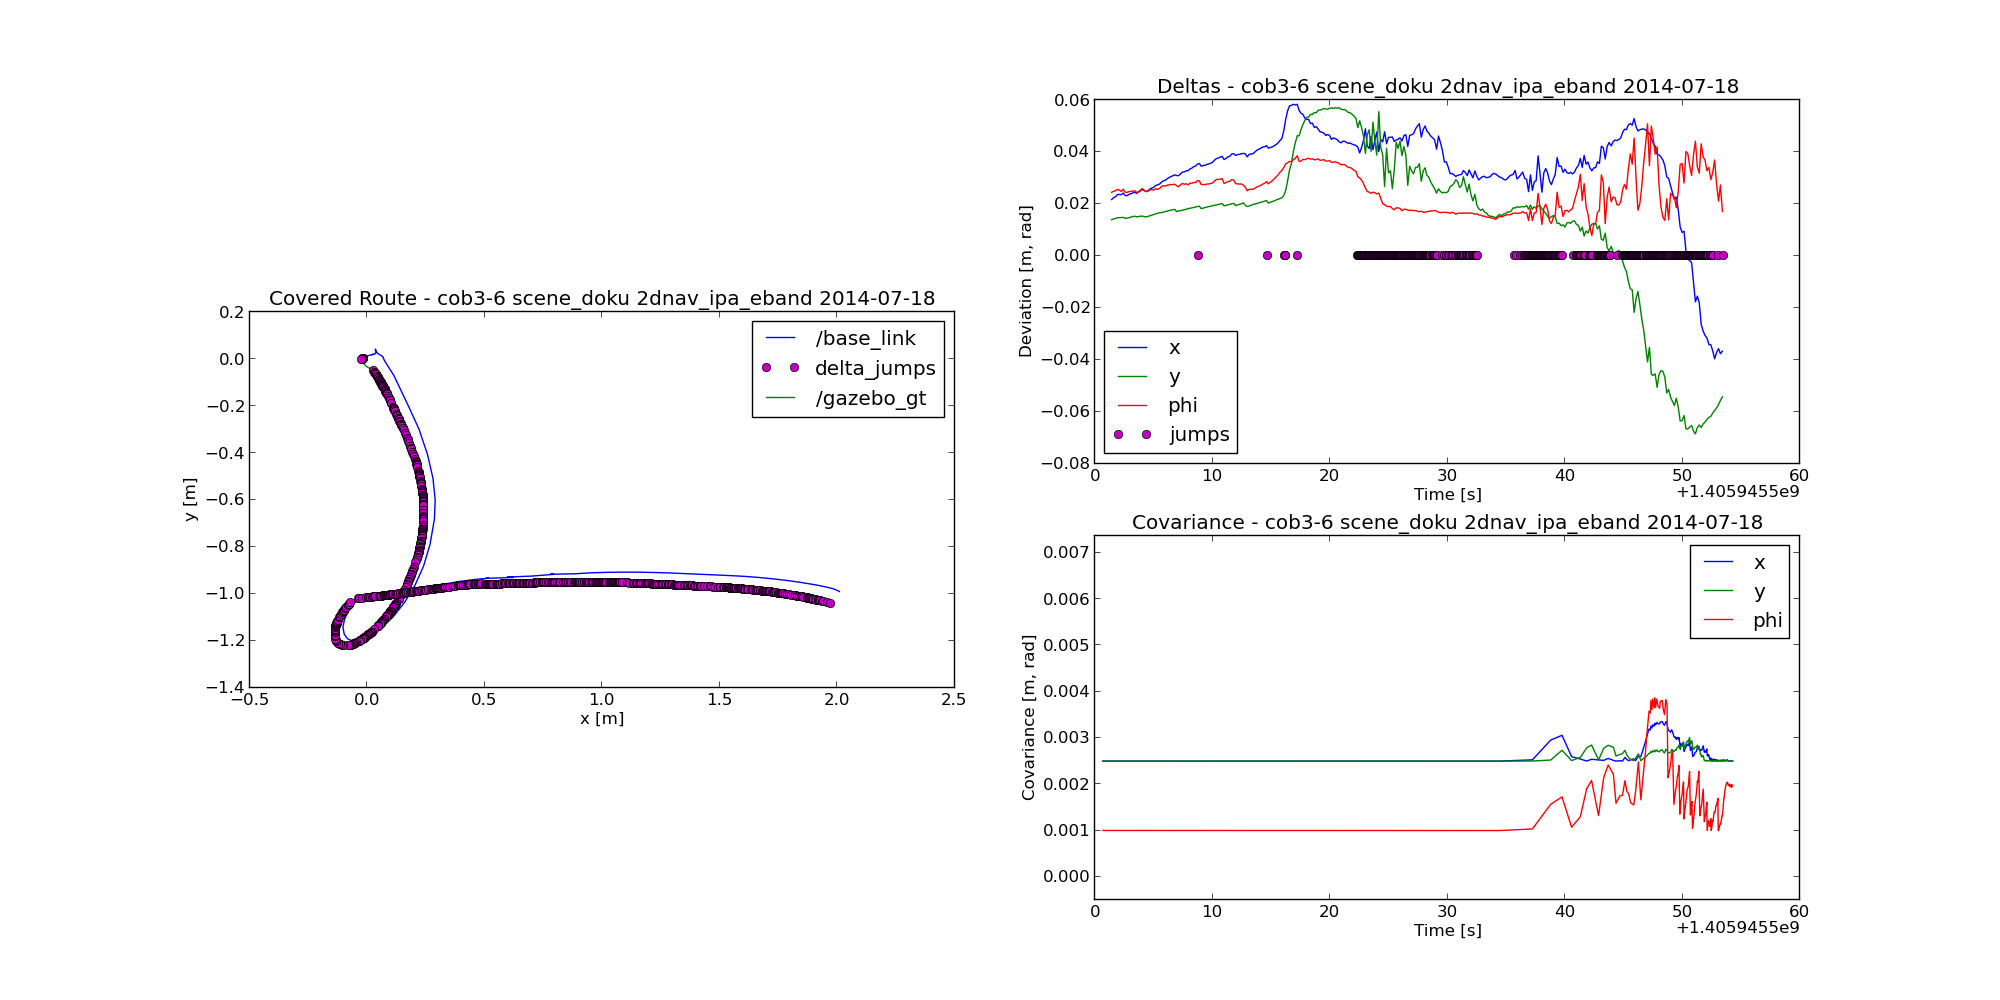 Covered Route - cob3-6 scene_doku 2dnav_ipa_eband 2014-07-18
0.2
0.0
−0.2
−0.4
−0.6
−0.8
−1.0
−1.2
−1.4
y [m]
−0.5
0.0
0.5
1.0
1.5
2.0
2.5
x [m]
/base_link
delta_jumps
/gazebo_gt
Deltas - cob3-6 scene_doku 2dnav_ipa_eband 2014-07-18
0.06
0.04
0.02
0.00
−0.02
−0.04
−0.06
−0.08
Deviation [m, rad]
x
y
phi
jumps
0
10
20
30
40
50
60
Time [s]
+1.4059455e9
Covariance - cob3-6 scene_doku 2dnav_ipa_eband 2014-07-18
0.007
0.006
0.005
0.004
0.003
0.002
0.001
0.000
Covariance [m, rad]
x
y
phi
0
10
20
30
40
50
60
Time [s]
+1.4059455e9